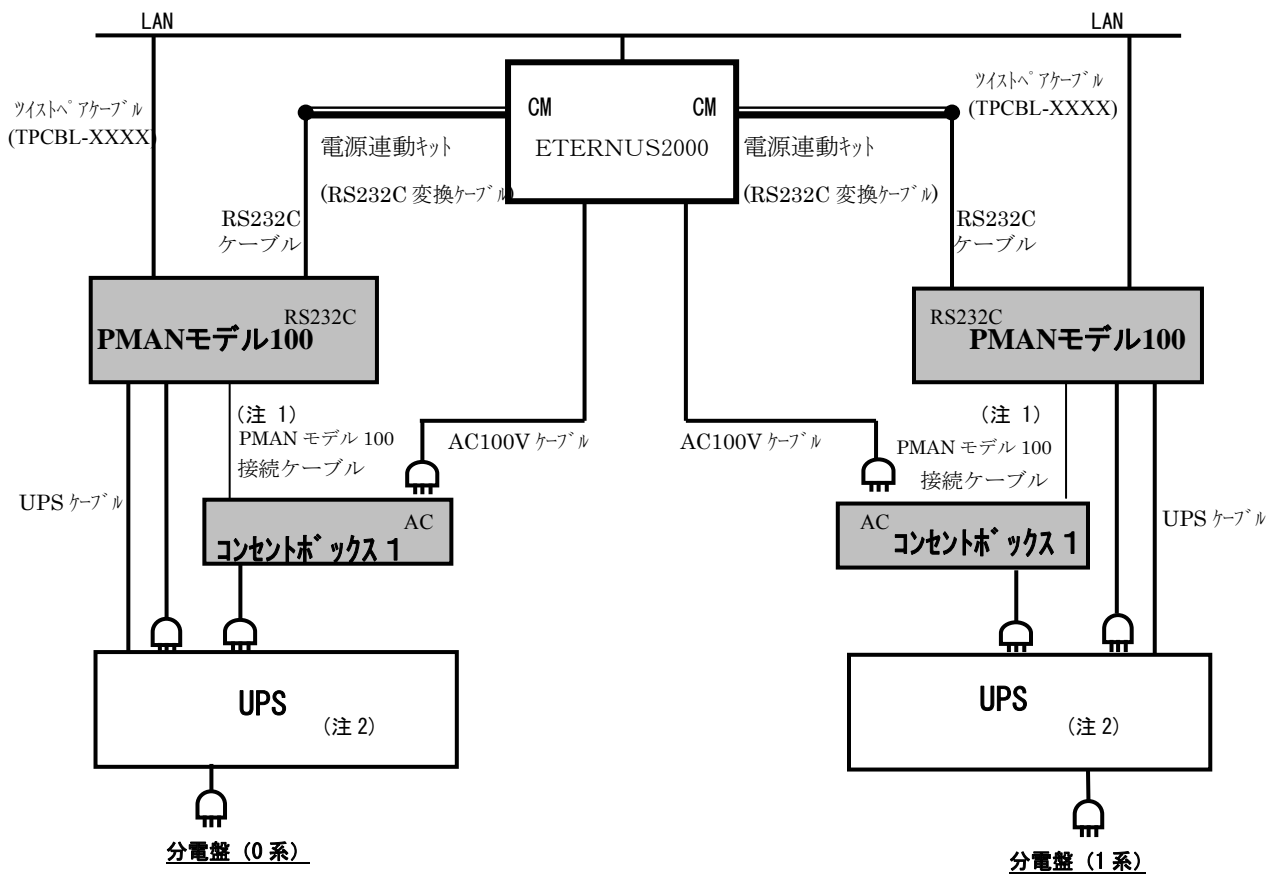 LAN
LAN
ﾂｲｽﾄﾍﾟｱｹｰﾌﾞﾙ
(TPCBL-XXXX)
CM
CM
ETERNUS2000
ﾂｲｽﾄﾍﾟｱｹｰﾌﾞﾙ
(TPCBL-XXXX)
電源連動ｷｯﾄ
(RS232C 変換ｹｰﾌﾞﾙ)
電源連動ｷｯﾄ
(RS232C 変換ｹｰﾌﾞﾙ)
RS232C
ケーブル
RS232C
ケーブル
RS232C
PMANモデル100
RS232C
PMANモデル100
(注 1)
PMAN モデル 100
接続ケーブル
AC100V ｹｰﾌﾞﾙ
AC100V ｹｰﾌﾞﾙ
(注 1)
PMAN モデル 100
接続ケーブル
UPS ｹｰﾌﾞﾙ
UPS ｹｰﾌﾞﾙ
AC
コンセントボックス 1
AC
コンセントボックス 1
UPS
(注 2)
UPS
(注 2)
分電盤 (0 系)
分電盤 (1 系)